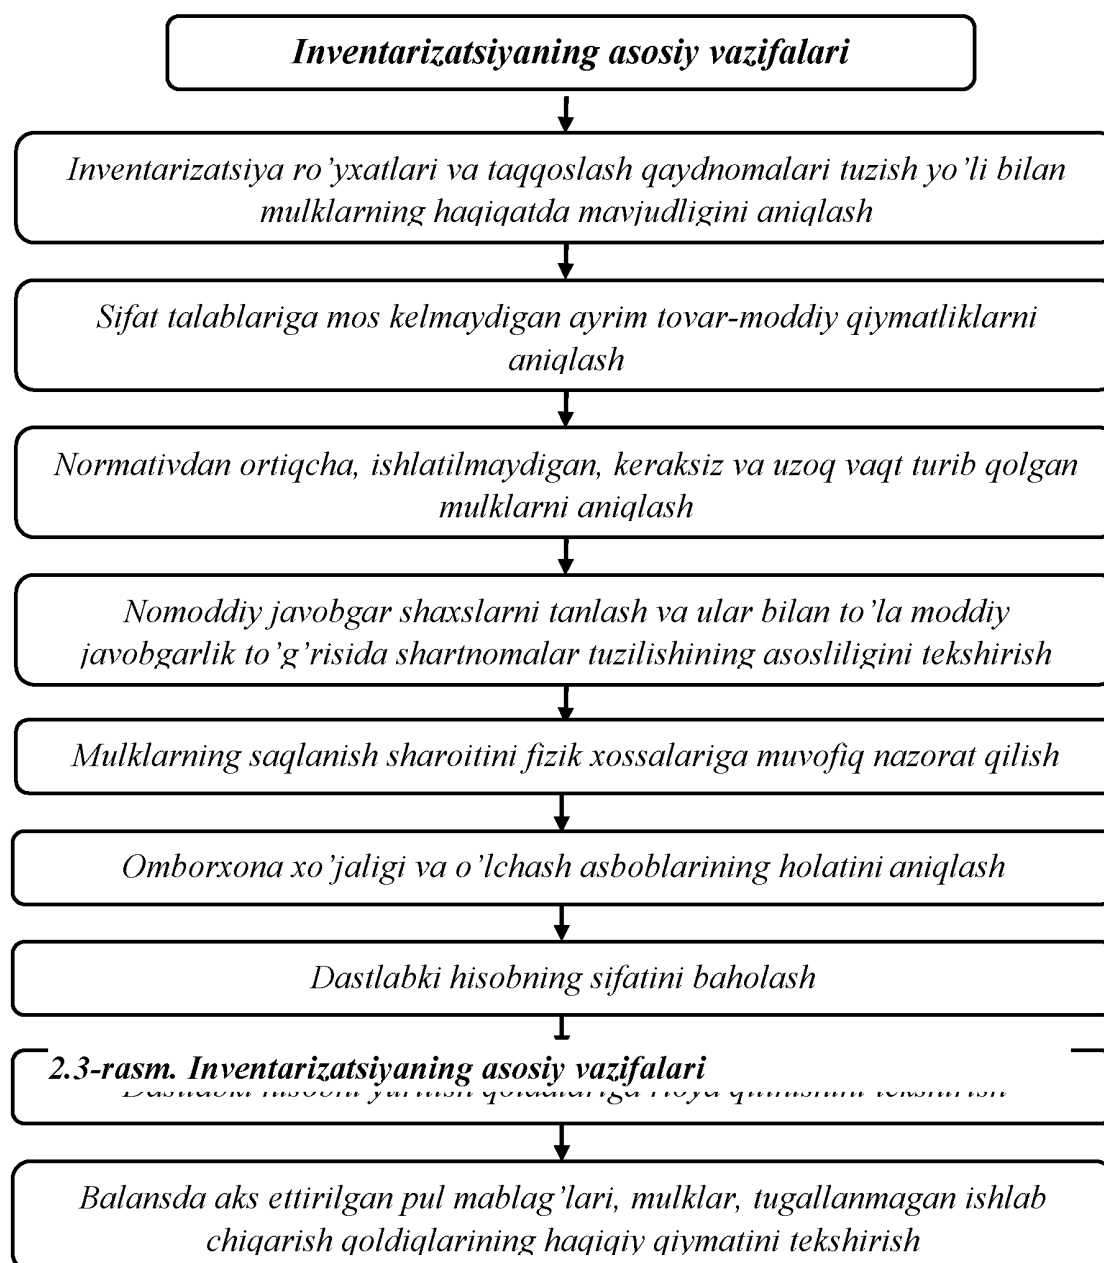 Inventarizatsiyaning asosiy vazifalari
Inventarizatsiya ro’yxatlari va taqqoslash qaydnomalari tuzish yo’li bilan
mulklarning haqiqatda mavjudligini aniqlash
Sifat talablariga mos kelmaydigan ayrim tovar-moddiy qiymatliklarni
aniqlash
Normativdan ortiqcha, ishlatilmaydigan, keraksiz va uzoq vaqt turib qolgan
mulklarni aniqlash
Nomoddiy javobgar shaxslarni tanlash va ular bilan to’la moddiy
javobgarlik to’g’risida shartnomalar tuzilishining asosliligini tekshirish
Mulklarning saqlanish sharoitini fizik xossalariga muvofiq nazorat qilish
Omborxona xo’jaligi va o’lchash asboblarining holatini aniqlash
Dastlabki hisobning sifatini baholash
2.3-rasm. Inventarizatsiyaning asosiy vazifalari
Balansda aks ettirilgan pul mablag’lari, mulklar, tugallanmagan ishlab
chiqarish qoldiqlarining haqiqiy qiymatini tekshirish